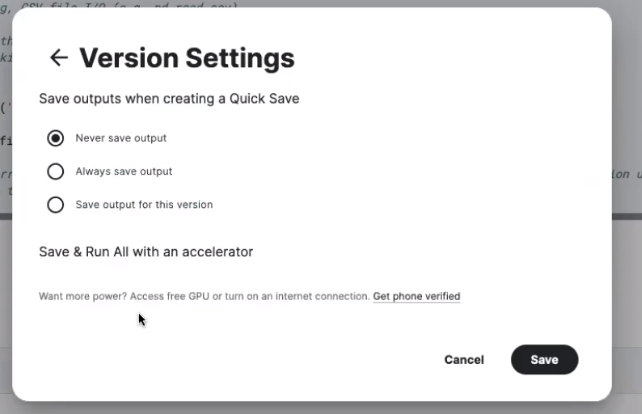 g, CSV file I/O (e.g. pd.read_csv)
Version Settings
Save outputs when creating a Quick Save
Never save output
Always save output
Save output for this version
Save & Run All with an accelerator
Want more power? Access free GPU or turn on an internet connection. Get phone verified
Cancel
Save